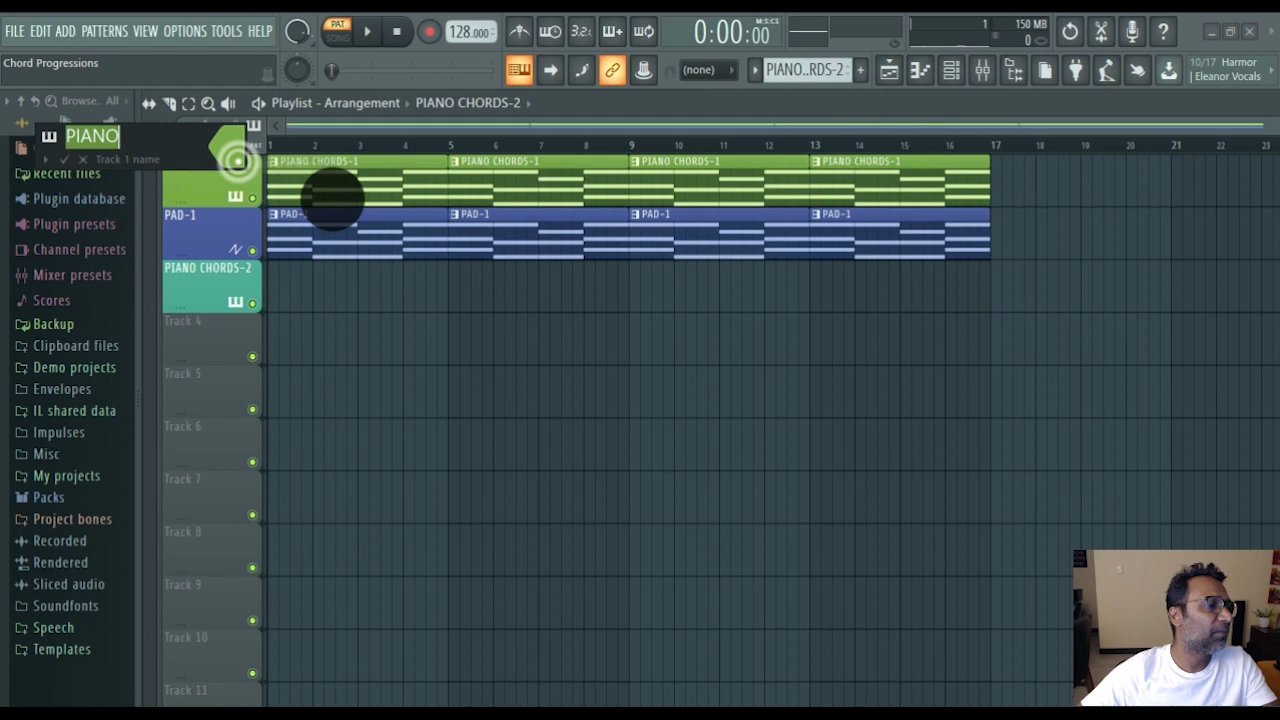 FILE EDIT ADD PATTERNS VIEW OPTIONS TOOLS HELP
PAT
SONG
128.000
3.2
0:00:00
M:S:CS
1
150 MB
0
Chord Progressions
(none)
PIANO..RDS-2
10/17 Harmor
Eleanor Vocals
Browse.. All
Playlist - Arrangement
PIANO CHORDS-2
PIANO
Track 1 name
PAT
1 2 3 4 5 6 7 8 9 10 11 12 13 14 15 16 17 18 19 20 21 22 23
PIANO CHORDS-1
PIANO CHORDS-1
PIANO CHORDS-1
PIANO CHORDS-1
PAD-1
PAD-1
PAD-1
PAD-1
PAD-1
PIANO CHORDS-2
Track 4
Track 5
Track 6
Track 7
Track 8
Track 9
Track 10
Track 11
Recent files
Plugin database
Plugin presets
Channel presets
Mixer presets
Scores
Backup
Clipboard files
Demo projects
Envelopes
IL shared data
Impulses
Misc
My projects
Packs
Project bones
Recorded
Rendered
Sliced audio
Soundfonts
Speech
Templates